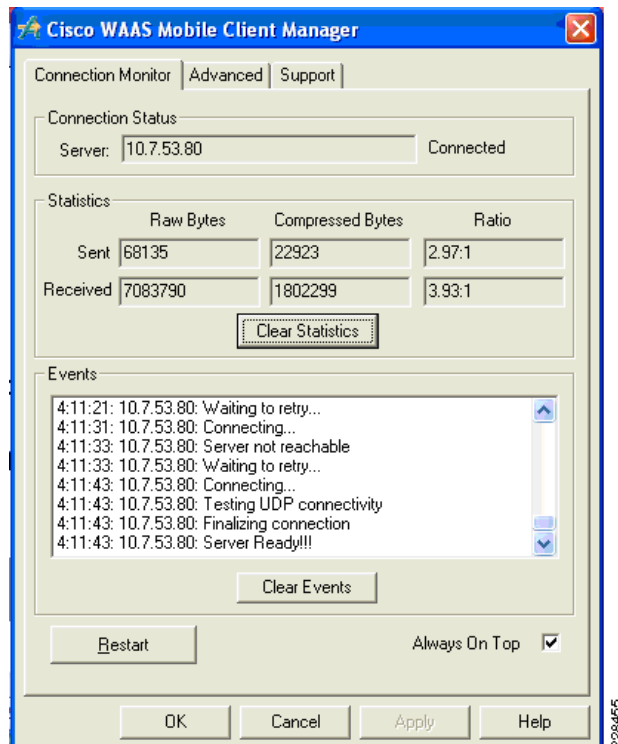 Cisco WAAS Mobile Client Manager
Connection Monitor Advanced Support
Connection Status
Server: 10.7.53.80 Connected
Statistics
Raw Bytes Compressed Bytes Ratio
Sent 68135 22923 2.97:1
Received 7083790 1802299 3.93:1
Clear Statistics
Events
4:11:21: 10.7.53.80: Waiting to retry...
4:11:31: 10.7.53.80: Connecting...
4:11:33: 10.7.53.80: Server not reachable
4:11:33: 10.7.53.80: Waiting to retry...
4:11:43: 10.7.53.80: Connecting...
4:11:43: 10.7.53.80: Testing UDP connectivity
4:11:43: 10.7.53.80: Finalizing connection
4:11:43: 10.7.53.80: Server Ready!!!
Clear Events
Restart Always On Top
OK Cancel Apply Help